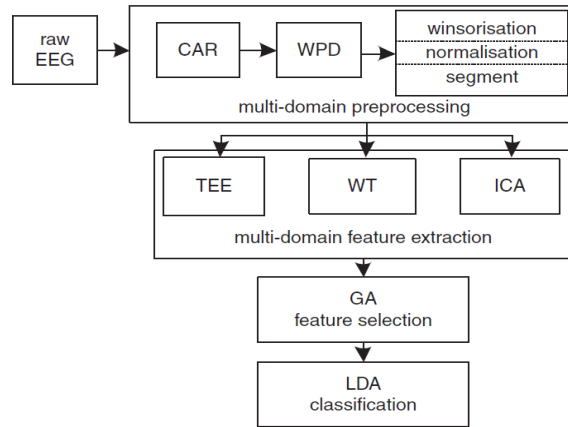 raw
EEG
CAR
WPD
winsorisation
normalisation
segment
multi-domain preprocessing
TEE
WT
ICA
multi-domain feature extraction
GA
feature selection
LDA
classification